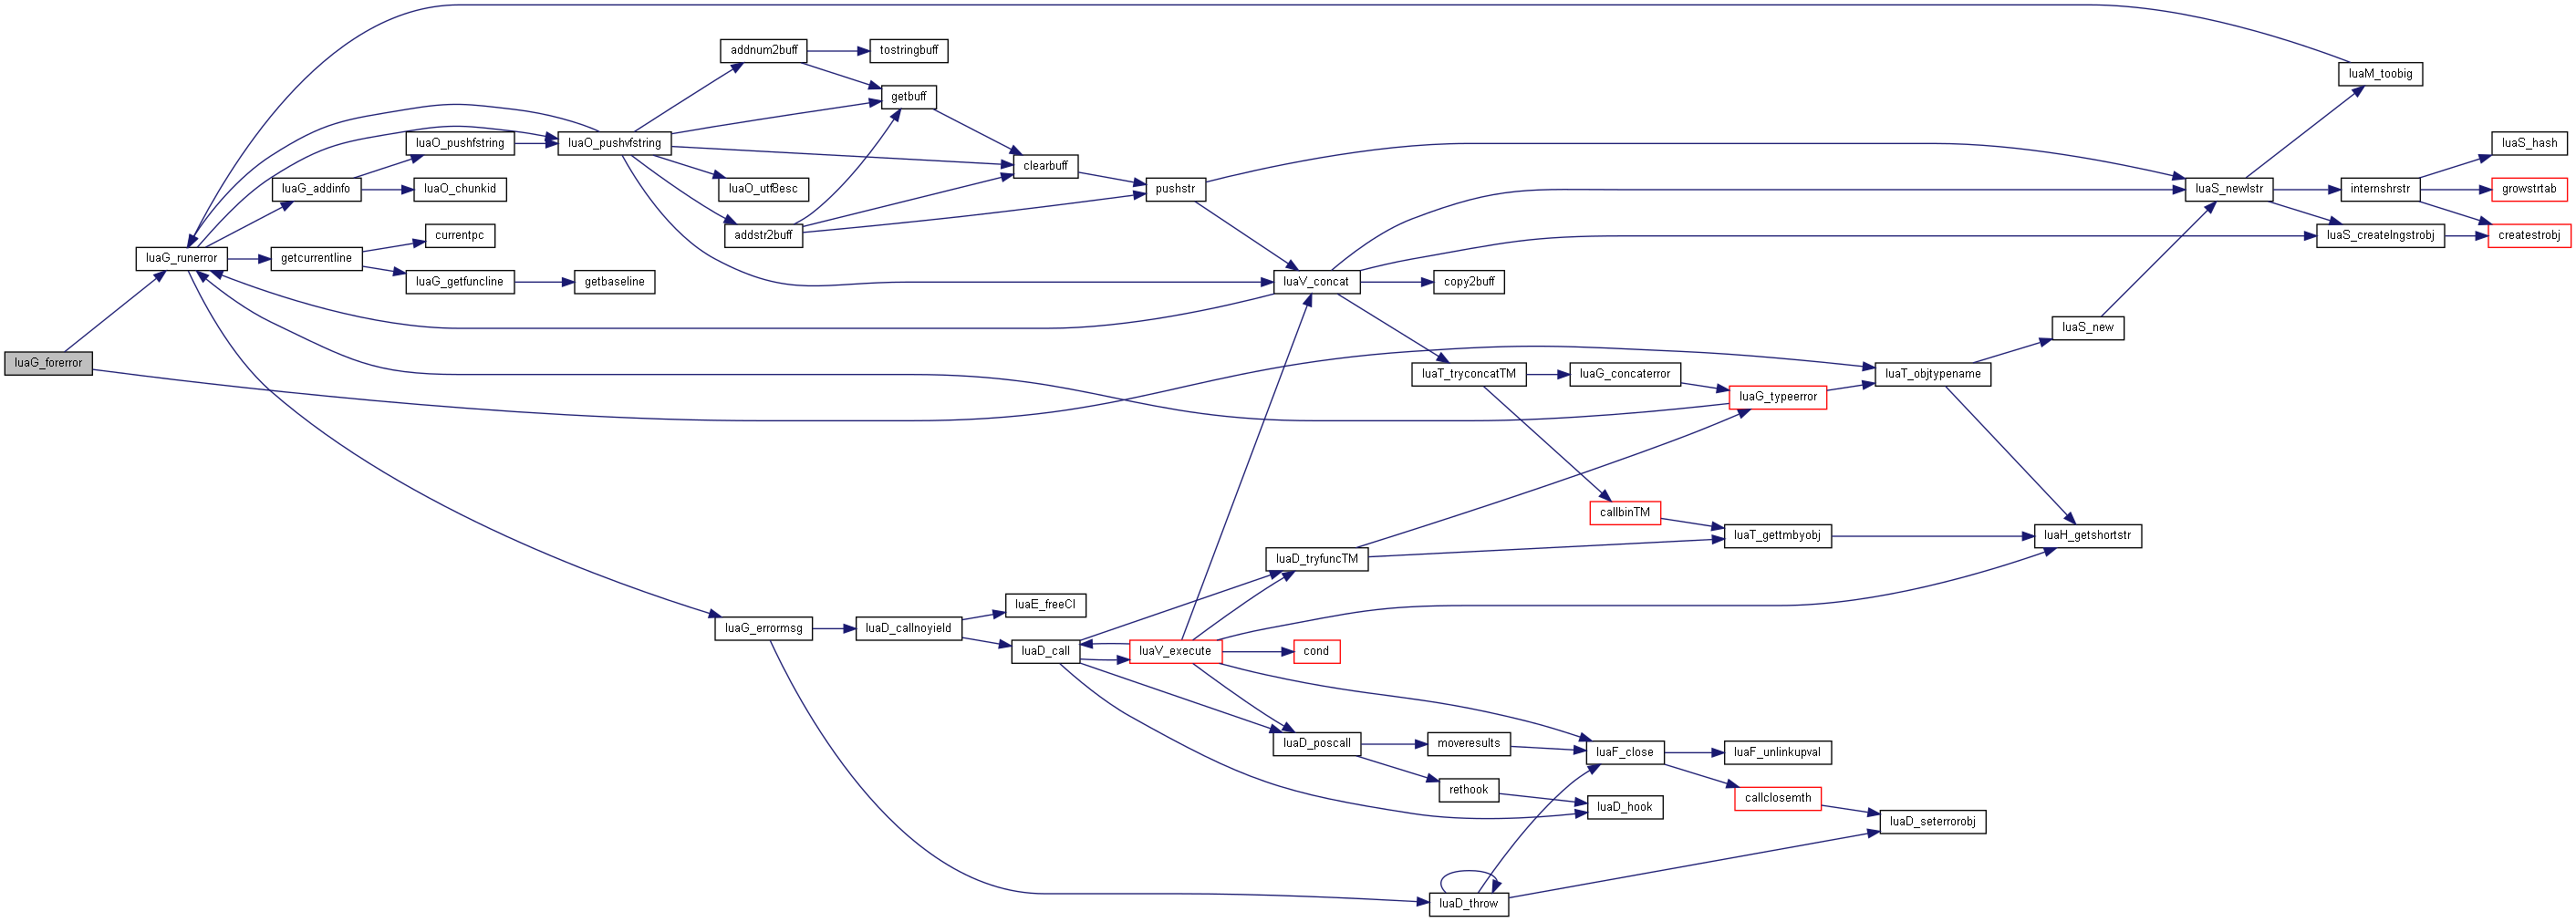 luaG_forerror
luaG_runerror
luaG_addinfo
getcurrentline
luaO_pushfstring
luaO_chunkid
currentpc
luaG_getfuncline
luaO_pushvfstring
getbaseline
addnum2buff
tostringbuff
getbuff
luaO_utf8esc
addstr2buff
clearbuff
pushstr
luaV_concat
copy2buff
luaT_tryconcatTM
luaG_concaterror
luaG_typeerror
callbinTM
luaT_gettmbyobj
luaT_objtypename
luaS_new
luaH_getshortstr
luaM_toobig
luaS_newlstr
internshrstr
luaS_createlngstrobj
luaS_hash
growstrtab
createstrobj
luaG_errormsg
luaD_callnoyield
luaE_freeCI
luaD_call
luaV_execute
luaD_tryfuncTM
cond
luaD_poscall
moveresults
rethook
luaF_close
luaD_hook
luaF_unlinkupval
callclosemth
luaD_seterrorobj
luaD_throw